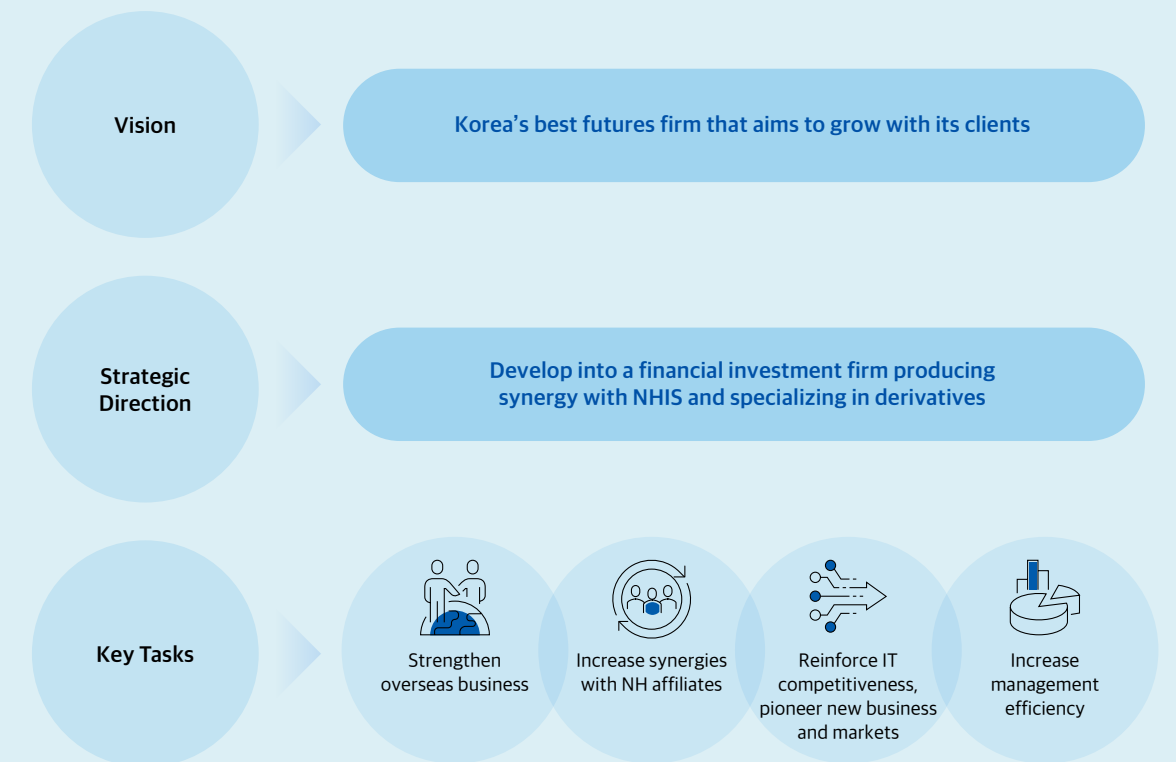 Vision
Korea’s best futures firm that aims to grow with its clients
Strategic
Direction
Develop into a financial investment firm producing
synergy with NHIS and specializing in derivatives
Key Tasks
Strengthen
overseas business
Increase synergies
with NH affiliates
Reinforce IT
competitiveness,
pioneer new business
and markets
Increase
management
efficiency